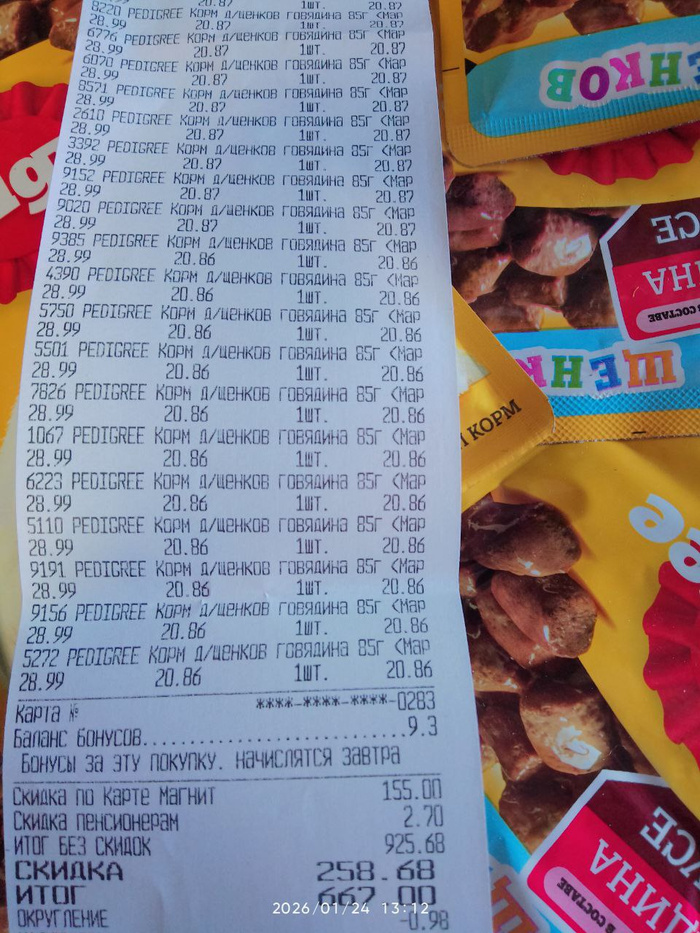 8220 PEDIGREE Корм д/щенков говядина 85г <Мар
28.99 20.87 1шт. 20.87
6776 PEDIGREE Корм д/щенков говядина 85г <Мар
28.99 20.87 1шт. 20.87
6070 PEDIGREE Корм д/щенков говядина 85г <Мар
28.99 20.87 1шт. 20.87
8571 PEDIGREE Корм д/щенков говядина 85г <Мар
28.99 20.87 1шт. 20.87
2610 PEDIGREE Корм д/щенков говядина 85г <Мар
28.99 20.87 1шт. 20.87
3392 PEDIGREE Корм д/щенков говядина 85г <Мар
28.99 20.87 1шт. 20.87
9152 PEDIGREE Корм д/щенков говядина 85г <Мар
28.99 20.87 1шт. 20.87
9020 PEDIGREE Корм д/щенков говядина 85г <Мар
28.99 20.87 1шт. 20.87
9385 PEDIGREE Корм д/щенков говядина 85г <Мар
28.99 20.86 1шт. 20.86
4390 PEDIGREE Корм д/щенков говядина 85г <Мар
28.99 20.86 1шт. 20.86
5750 PEDIGREE Корм д/щенков говядина 85г <Мар
28.99 20.86 1шт. 20.86
5501 PEDIGREE Корм д/щенков говядина 85г <Мар
28.99 20.86 1шт. 20.86
7826 PEDIGREE Корм д/щенков говядина 85г <Мар
28.99 20.86 1шт. 20.86
1067 PEDIGREE Корм д/щенков говядина 85г <Мар
28.99 20.86 1шт. 20.86
6223 PEDIGREE Корм д/щенков говядина 85г <Мар
28.99 20.86 1шт. 20.86
5110 PEDIGREE Корм д/щенков говядина 85г <Мар
28.99 20.86 1шт. 20.86
9191 PEDIGREE Корм д/щенков говядина 85г <Мар
28.99 20.86 1шт. 20.86
9156 PEDIGREE Корм д/щенков говядина 85г <Мар
28.99 20.86 1шт. 20.86
5272 PEDIGREE Корм д/щенков говядина 85г <Мар
28.99 20.86 1шт. 20.86
Карта № ****-****-****-0283
Баланс бонусов..........................9.3
Бонусы за эту покупку. начислятся завтра
Скидка по карте Магнит 155.00
Скидка пенсионерам 2.70
ИТОГ БЕЗ СКИДОК 925.68
СКИДКА 258.68
ИТОГ 667.00
ОКРУГЛЕНИЕ -0.98
2026/01/24 13:12
КОРМ
ЩЕНК
В СОСТАВЕ
В СОСТАВЕ